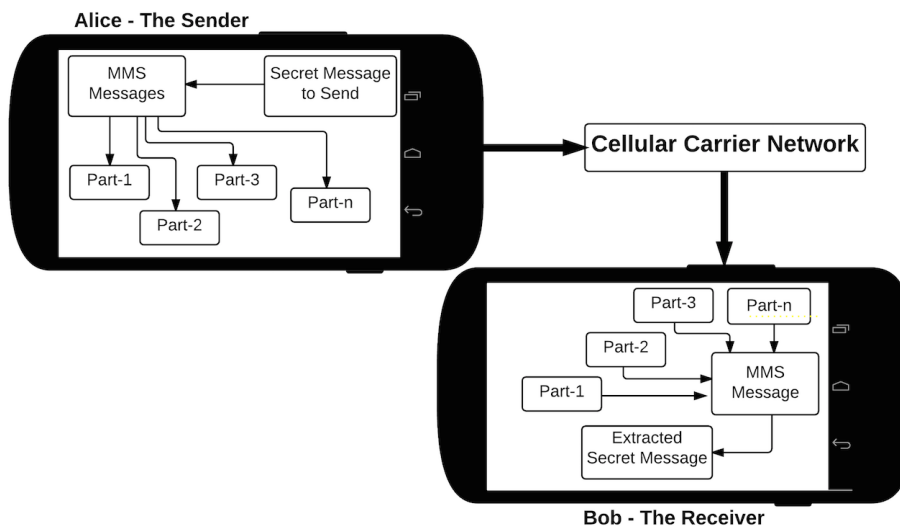 Alice - The Sender
MMS
Messages
Secret Message
to Send
Part-1
Part-2
Part-3
Part-n
Cellular Carrier Network
Part-3
Part-n
Part-2
Part-1
MMS
Message
Extracted
Secret Message
Bob - The Receiver